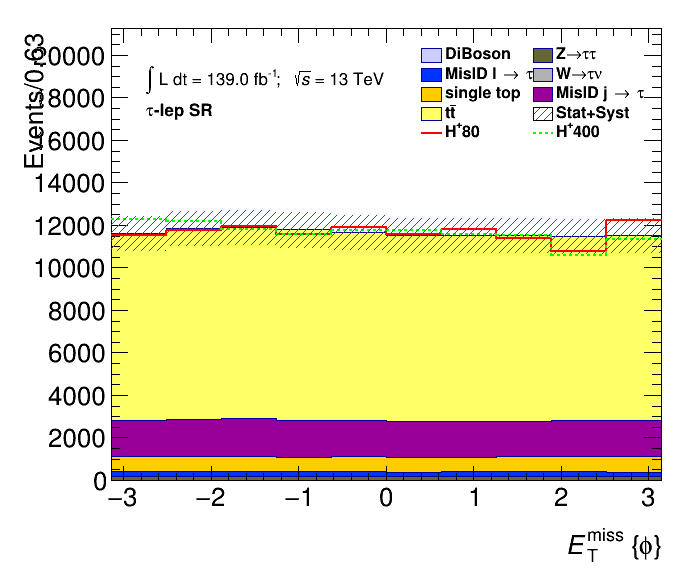 Events/0.63
20000
18000
16000
14000
12000
10000
8000
6000
4000
2000
0
∫ L dt = 139.0 fb⁻¹; √s = 13 TeV
τ-lep SR
DiBoson
Z→ττ
MisID l → τ
W→τν
single top
MisID j → τ
tt̄
Stat+Syst
H⁺80
H⁺400
−3 −2 −1 0 1 2 3
E_T^miss {ϕ}